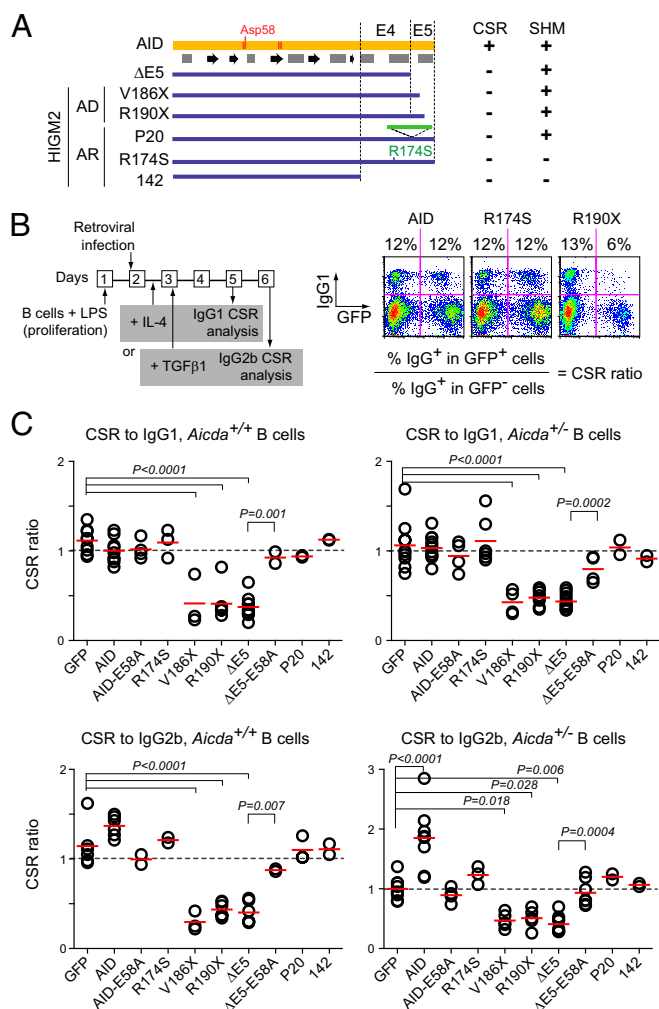 A
Asp58
E4
E5
CSR
SHM
AID
+
+
ΔE5
-
+
HIGM2
AD
V186X
-
+
R190X
-
+
AR
P20
-
+
R174S
R174S
-
-
142
-
-
B
Retroviral
infection
Days
1
2
3
4
5
6
B cells + LPS
(proliferation)
+ IL-4
IgG1 CSR
analysis
or
+ TGFβ1
IgG2b CSR
analysis
AID
R174S
R190X
12%
12%
12%
12%
13%
6%
IgG1
GFP
% IgG+ in GFP+ cells
% IgG+ in GFP- cells
= CSR ratio
C
CSR to IgG1, Aicda+/+ B cells
P<0.0001
P=0.001
CSR ratio
2
1
0
GFP
AID
AID-E58A
R174S
V186X
R190X
ΔE5
ΔE5-E58A
P20
142
CSR to IgG1, Aicda+/- B cells
P<0.0001
P=0.0002
2
1
0
GFP
AID
AID-E58A
R174S
V186X
R190X
ΔE5
ΔE5-E58A
P20
142
CSR to IgG2b, Aicda+/+ B cells
P<0.0001
P=0.007
CSR ratio
2
1
0
GFP
AID
AID-E58A
R174S
V186X
R190X
ΔE5
ΔE5-E58A
P20
142
CSR to IgG2b, Aicda+/- B cells
P<0.0001
P=0.006
P=0.028
P=0.018
P=0.0004
3
2
1
0
GFP
AID
AID-E58A
R174S
V186X
R190X
ΔE5
ΔE5-E58A
P20
142